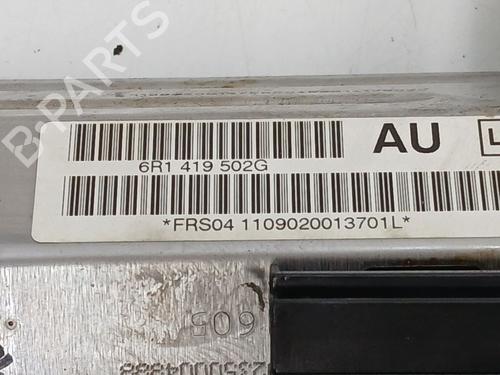 B-PARTS
AU L
6R1 419 502G
*FRS04 1109020013701L*
605